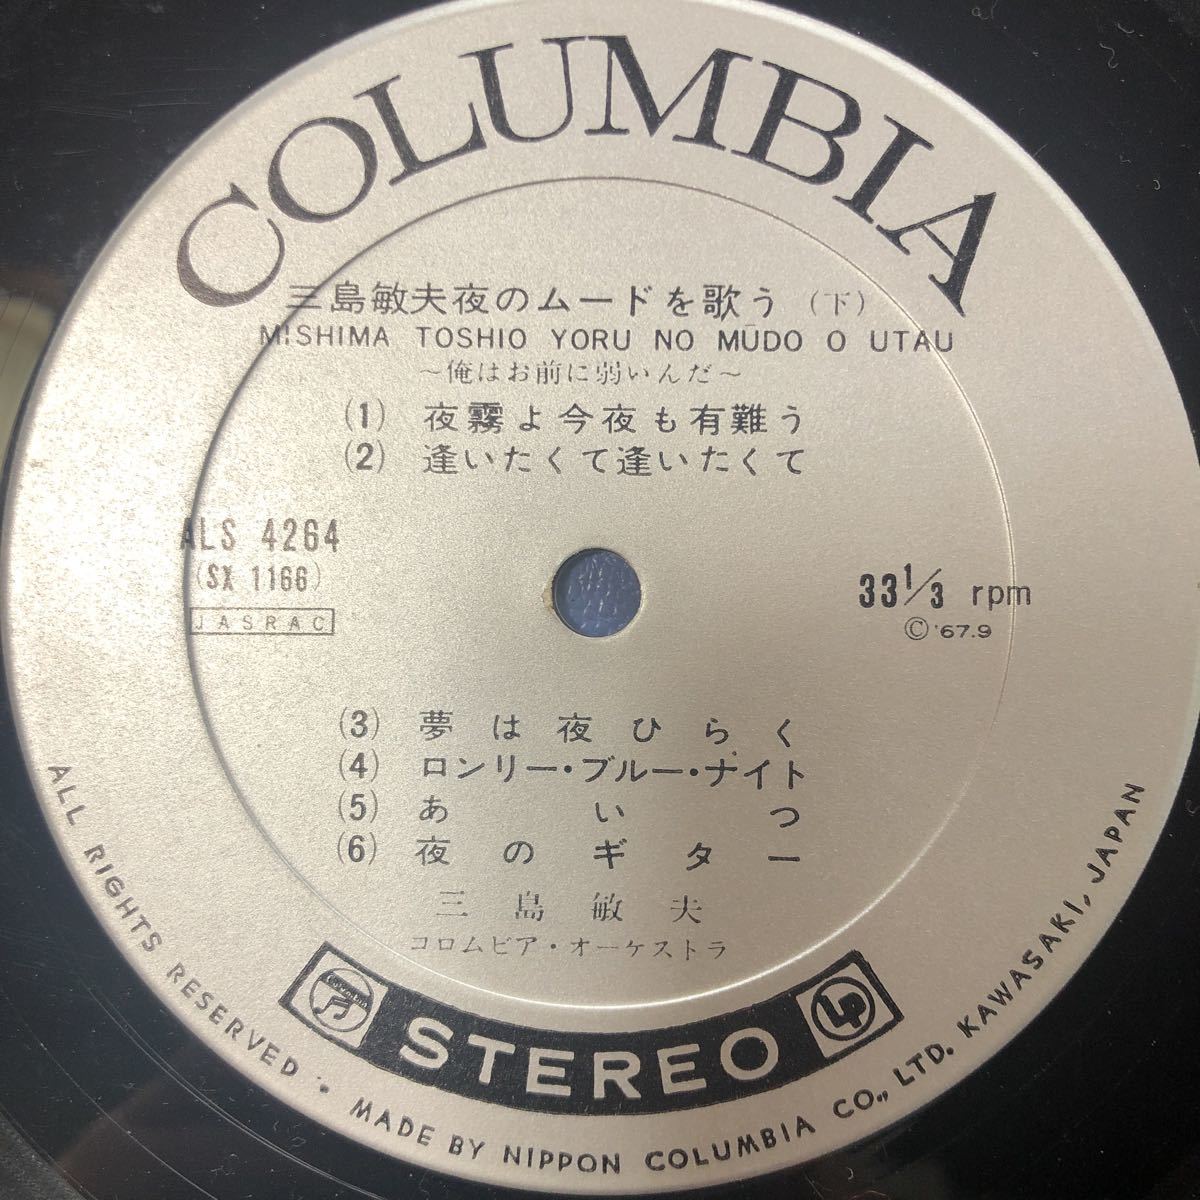 COLUMBIA
三島敏夫夜のムードを歌う（下）
MISHIMA TOSHIO YORU NO MŪDO O UTAU
～俺はお前に弱いんだ～
(1) 夜霧よ今夜も有難う
(2) 逢いたくて逢いたくて
ALS 4264
(SX 1166)
JASRAC
33 1/3 rpm
Ⓒ '67.9
(3) 夢は夜ひらく
(4) ロンリー・ブルー・ナイト
(5) あいつ
(6) 夜のギター
三島敏夫
コロムビア・オーケストラ
STEREO
LP
ALL RIGHTS RESERVED • MADE BY NIPPON COLUMBIA CO., LTD. KAWASAKI, JAPAN